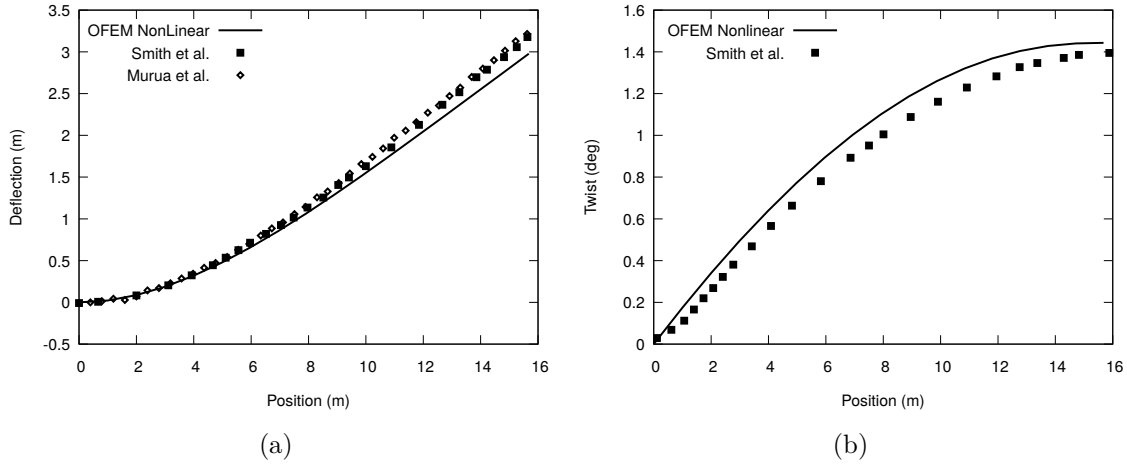 OFEM NonLinear
Smith et al.
Murua et al.
Deflection (m)
3.5
3
2.5
2
1.5
1
0.5
0
-0.5
0 2 4 6 8 10 12 14 16
Position (m)
(a)
OFEM Nonlinear
Smith et al.
Twist (deg)
1.6
1.4
1.2
1
0.8
0.6
0.4
0.2
0
0 2 4 6 8 10 12 14 16
Position (m)
(b)